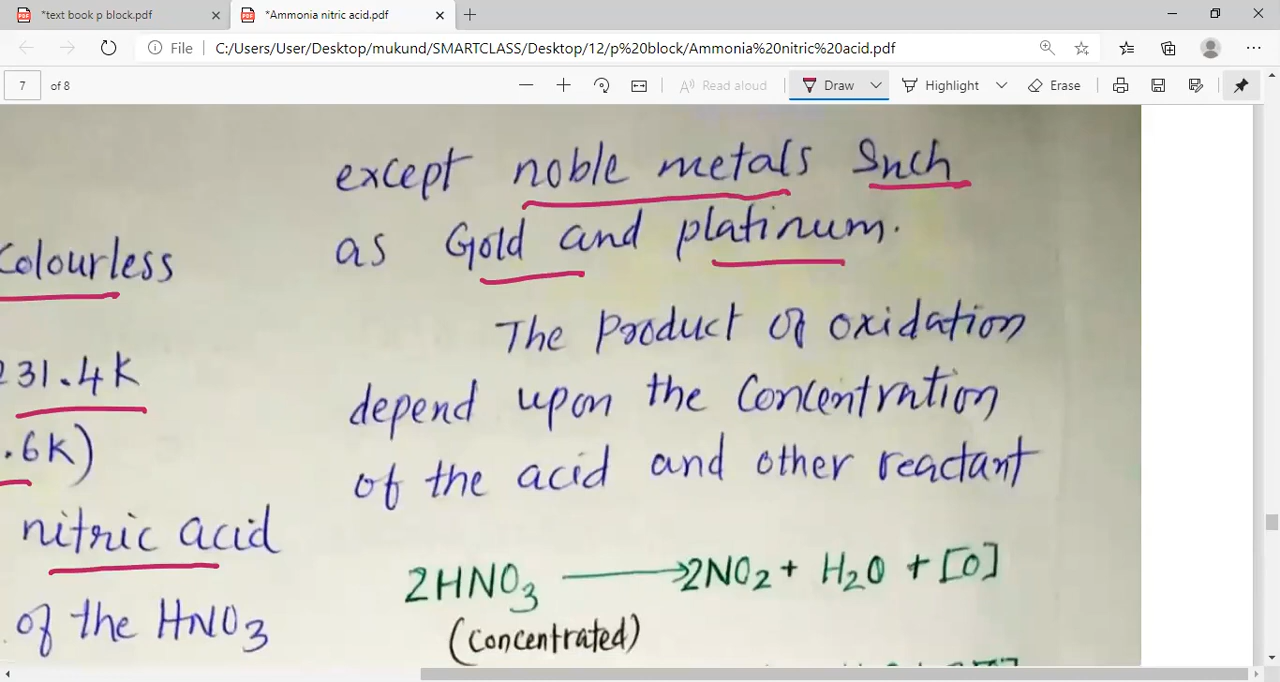 *text book p block.pdf
*Ammonia nitric acid.pdf
File
C:/Users/User/Desktop/mukund/SMARTCLASS/Desktop/12/p%20block/Ammonia%20nitric%20acid.pdf
7 of 8
Read aloud
Draw
Highlight
Erase
Colourless
231.4K
.6K)
nitric acid
of the HNO3
except noble metals Such
as Gold and platinum.
The product of oxidation
depend upon the Concentration
of the acid and other reactant
2HNO3 → 2NO2 + H2O + [O]
(Concentrated)